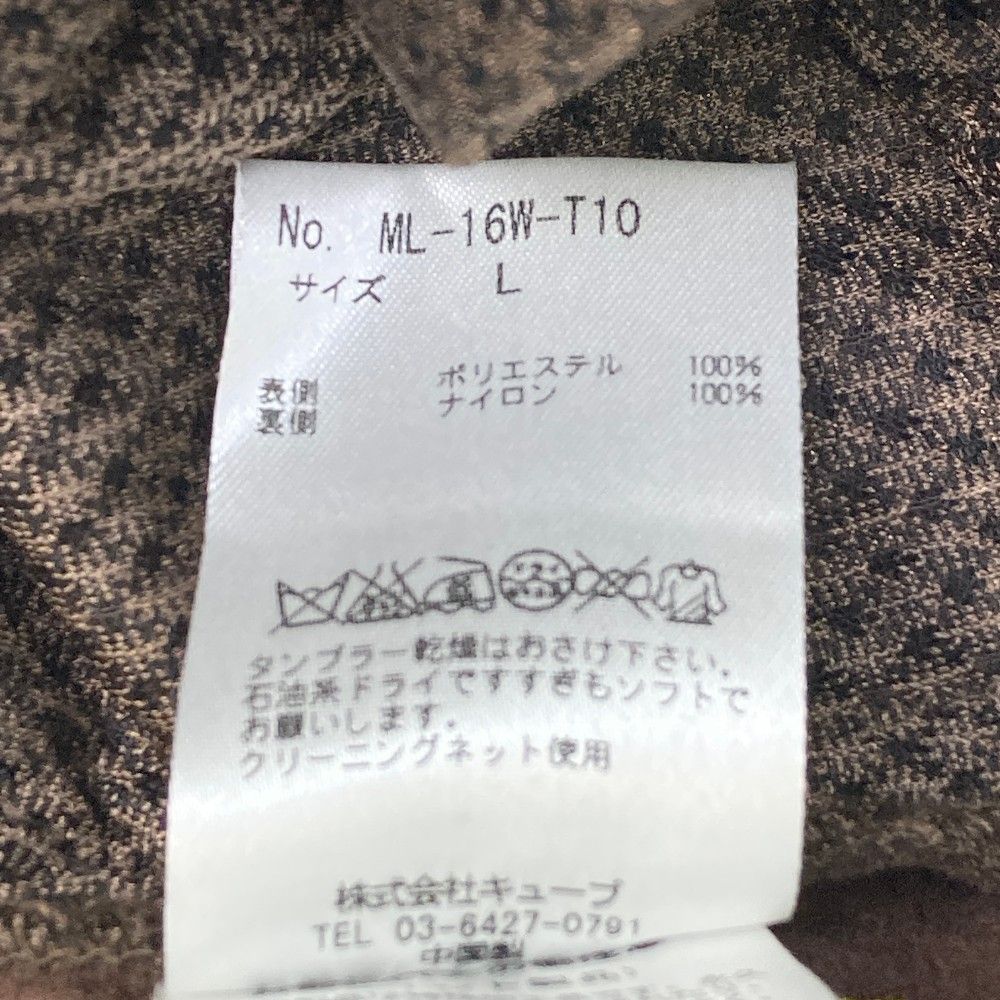 No. ML-16W-T10
サイズ L
表側 ポリエステル 100%
裏側 ナイロン 100%
タンブラー乾燥はおさけ下さい.
石油系ドライですすぎもソフトで
お願いします.
クリーニングネット使用
株式会社キューブ
TEL 03-6427-0791
中国製